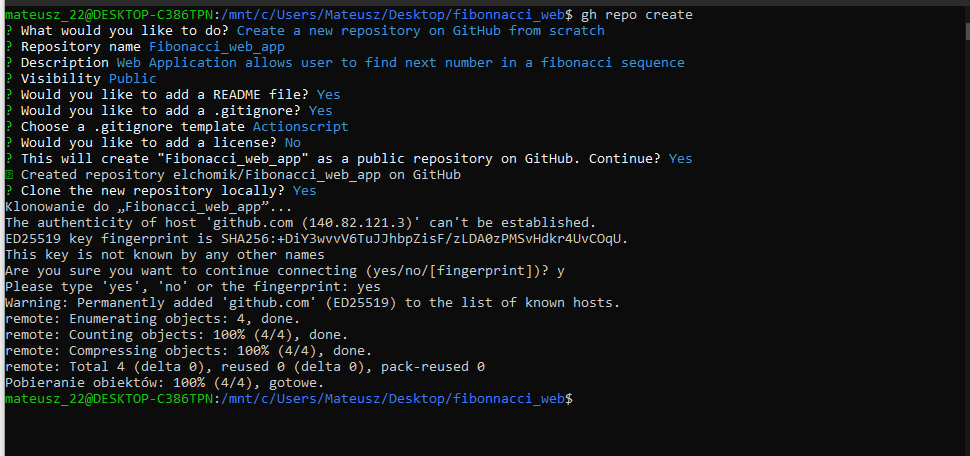 mateusz_22@DESKTOP-C386TPN:/mnt/c/Users/Mateusz/Desktop/fibonnacci_web$ gh repo create
? What would you like to do? Create a new repository on GitHub from scratch
? Repository name Fibonacci_web_app
? Description Web Application allows user to find next number in a fibonacci sequence
? Visibility Public
? Would you like to add a README file? Yes
? Would you like to add a .gitignore? Yes
? Choose a .gitignore template Actionscript
? Would you like to add a license? No
? This will create "Fibonacci_web_app" as a public repository on GitHub. Continue? Yes
Created repository elchomik/Fibonacci_web_app on GitHub
? Clone the new repository locally? Yes
Klonowanie do „Fibonacci_web_app”...
The authenticity of host 'github.com (140.82.121.3)' can't be established.
ED25519 key fingerprint is SHA256:+DiY3wvvV6TuJJhbpZisF/zLDA0zPMSvHdkr4UvCOqU.
This key is not known by any other names
Are you sure you want to continue connecting (yes/no/[fingerprint])? y
Please type 'yes', 'no' or the fingerprint: yes
Warning: Permanently added 'github.com' (ED25519) to the list of known hosts.
remote: Enumerating objects: 4, done.
remote: Counting objects: 100% (4/4), done.
remote: Compressing objects: 100% (4/4), done.
remote: Total 4 (delta 0), reused 0 (delta 0), pack-reused 0
Pobieranie obiektów: 100% (4/4), gotowe.
mateusz_22@DESKTOP-C386TPN:/mnt/c/Users/Mateusz/Desktop/fibonnacci_web$